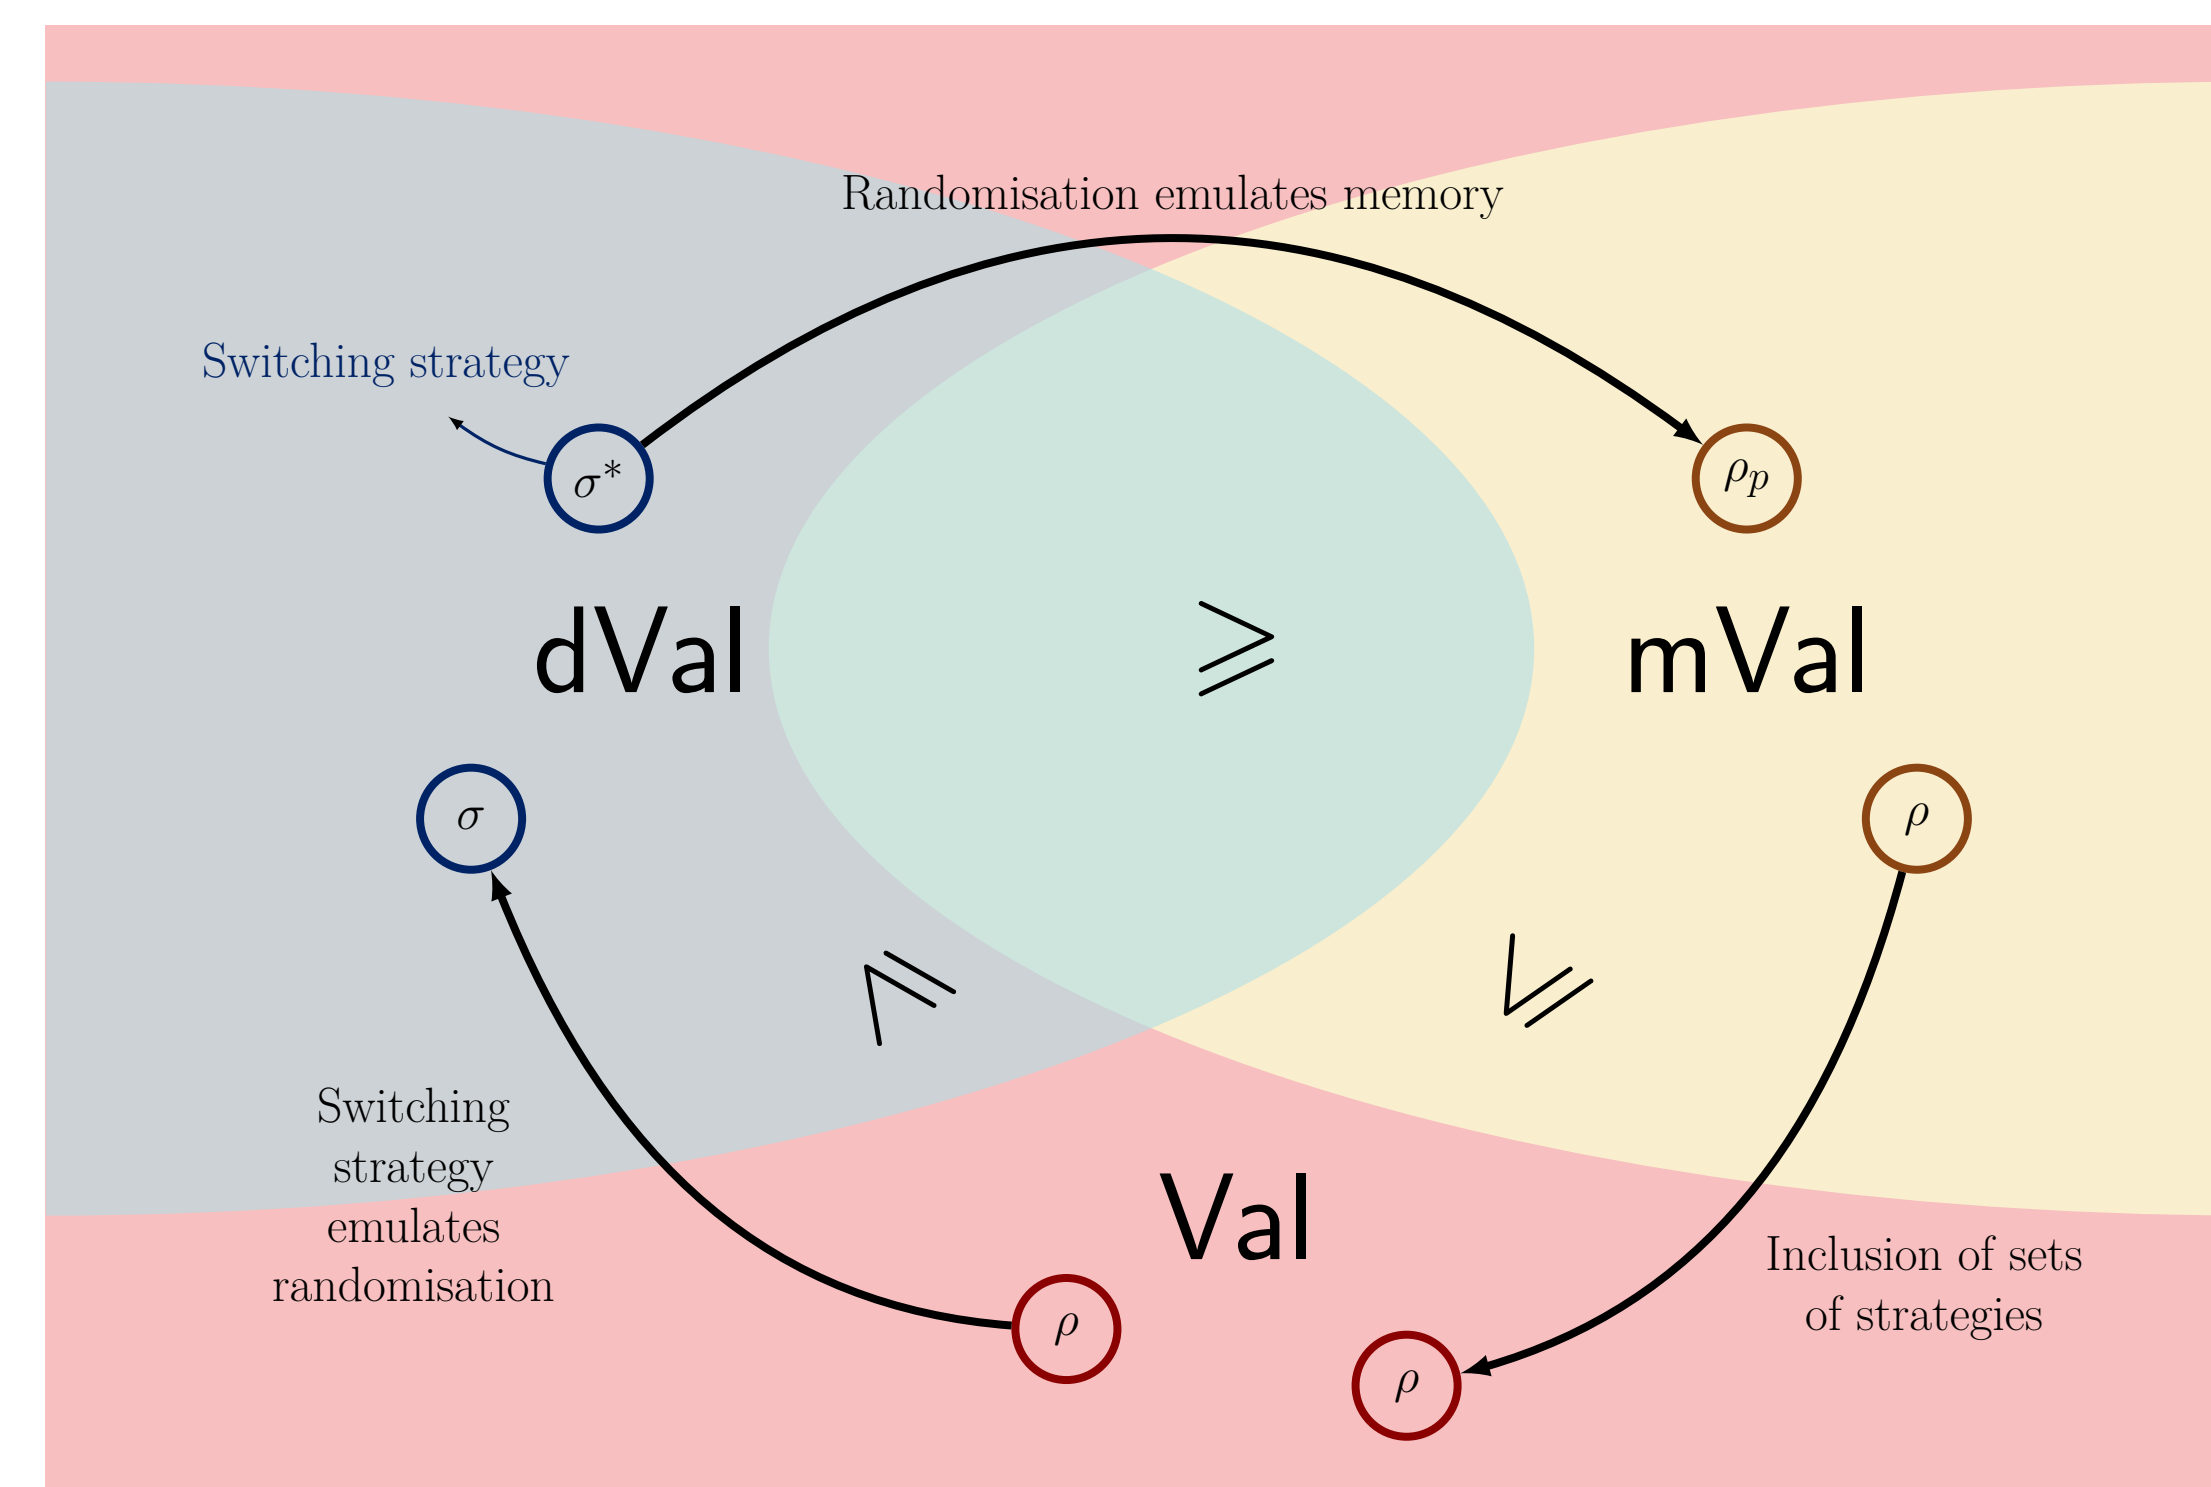 Randomisation emulates memory
Switching strategy
σ*
ρₚ
dVal
⩾
mVal
σ
ρ
⩾
⩾
Switching
strategy
emulates
randomisation
Val
Inclusion of sets
of strategies
ρ
ρ